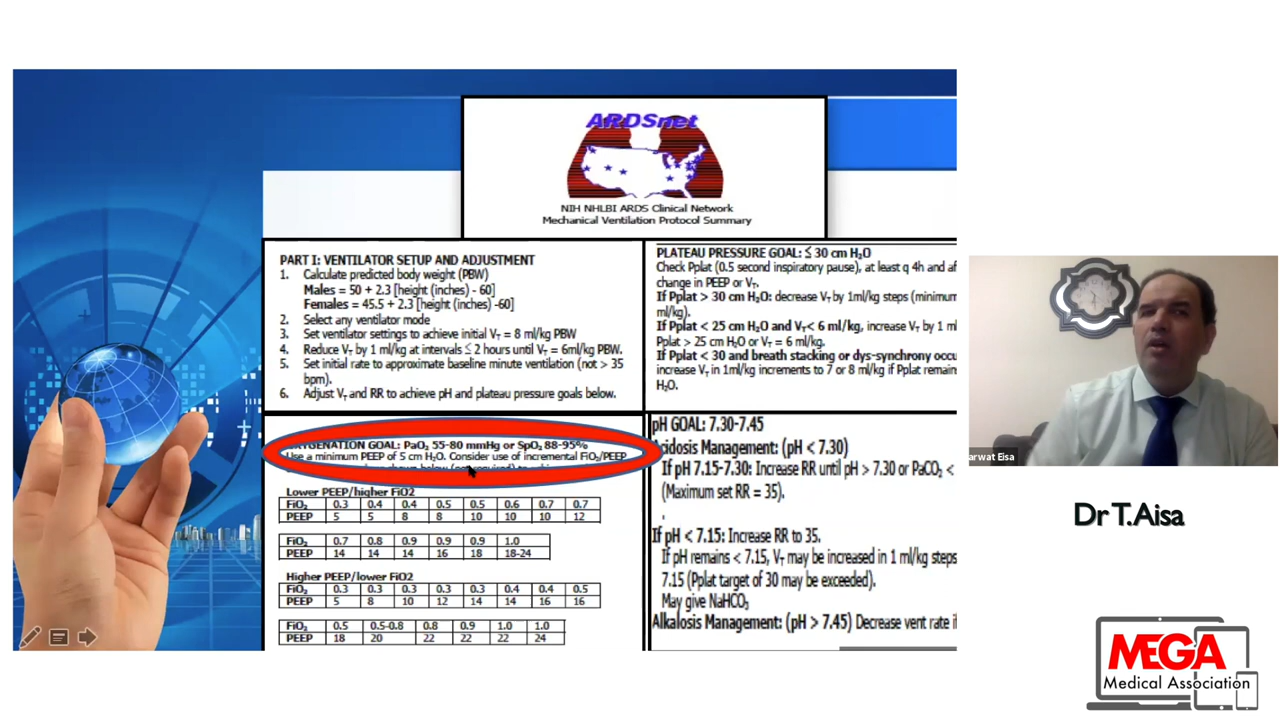 ARDSnet
NIH NHLBI ARDS Clinical Network
Mechanical Ventilation Protocol Summary
PART I: VENTILATOR SETUP AND ADJUSTMENT
1. Calculate predicted body weight (PBW)
Males = 50 + 2.3 [height (inches) - 60]
Females = 45.5 + 2.3 [height (inches) -60]
2. Select any ventilator mode
3. Set ventilator settings to achieve initial VT = 8 ml/kg PBW
4. Reduce VT by 1 ml/kg at intervals ≤ 2 hours until VT = 6ml/kg PBW.
5. Set initial rate to approximate baseline minute ventilation (not > 35
bpm).
6. Adjust VT and RR to achieve pH and plateau pressure goals below.
PLATEAU PRESSURE GOAL: ≤ 30 cm H2O
Check Pplat (0.5 second inspiratory pause), at least q 4h and af
change in PEEP or VT.
If Pplat > 30 cm H2O: decrease VT by 1ml/kg steps (minimum
ml/kg).
If Pplat < 25 cm H2O and VT< 6 ml/kg, increase VT by 1 ml
Pplat > 25 cm H2O or VT = 6 ml/kg.
If Pplat < 30 and breath stacking or dys-synchrony occu
increase VT in 1ml/kg increments to 7 or 8 ml/kg if Pplat remains
H2O.
OXYGENATION GOAL: PaO2 55-80 mmHg or SpO2 88-95%
Use a minimum PEEP of 5 cm H2O. Consider use of incremental FiO2/PEEP
Lower PEEP/higher FiO2
FiO2 0.3 0.4 0.4 0.5 0.5 0.6 0.7 0.7
PEEP 5 5 8 8 10 10 10 12
FiO2 0.7 0.8 0.9 0.9 0.9 1.0
PEEP 14 14 14 16 18 18-24
Higher PEEP/lower FiO2
FiO2 0.3 0.3 0.3 0.3 0.3 0.4 0.4 0.5
PEEP 5 8 10 12 14 14 16 16
FiO2 0.5 0.5-0.8 0.8 0.9 1.0 1.0
PEEP 18 20 22 22 22 24
pH GOAL: 7.30-7.45
Acidosis Management: (pH < 7.30)
If pH 7.15-7.30: Increase RR until pH > 7.30 or PaCO2 <
(Maximum set RR = 35).
.
If pH < 7.15: Increase RR to 35.
If pH remains < 7.15, VT may be increased in 1 ml/kg steps
7.15 (Pplat target of 30 may be exceeded).
May give NaHCO3
Alkalosis Management: (pH > 7.45) Decrease vent rate if
arwat Eisa
Dr T.Aisa
MEGA
Medical Association